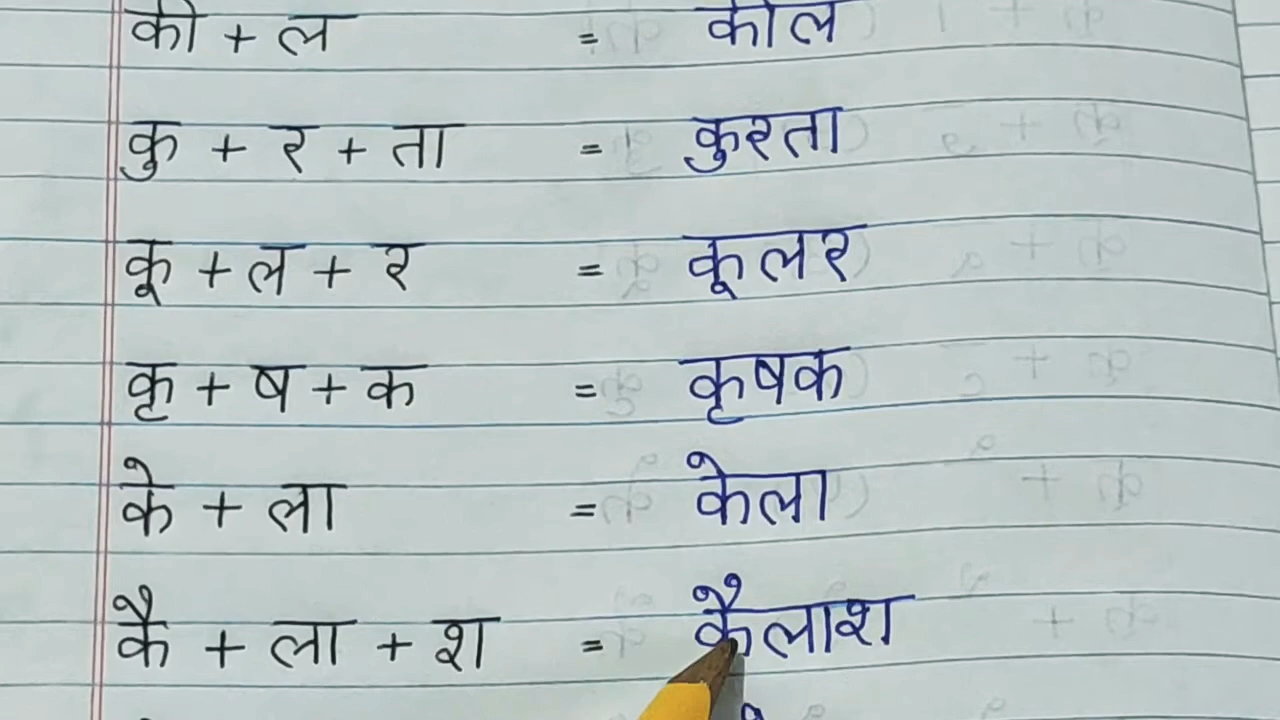 की + ल = कील
कु + र + ता = कुरता
कू + ल + र = कूलर
कृ + ष + क = कृषक
के + ला = केला
कै + ला + श = कैलाश